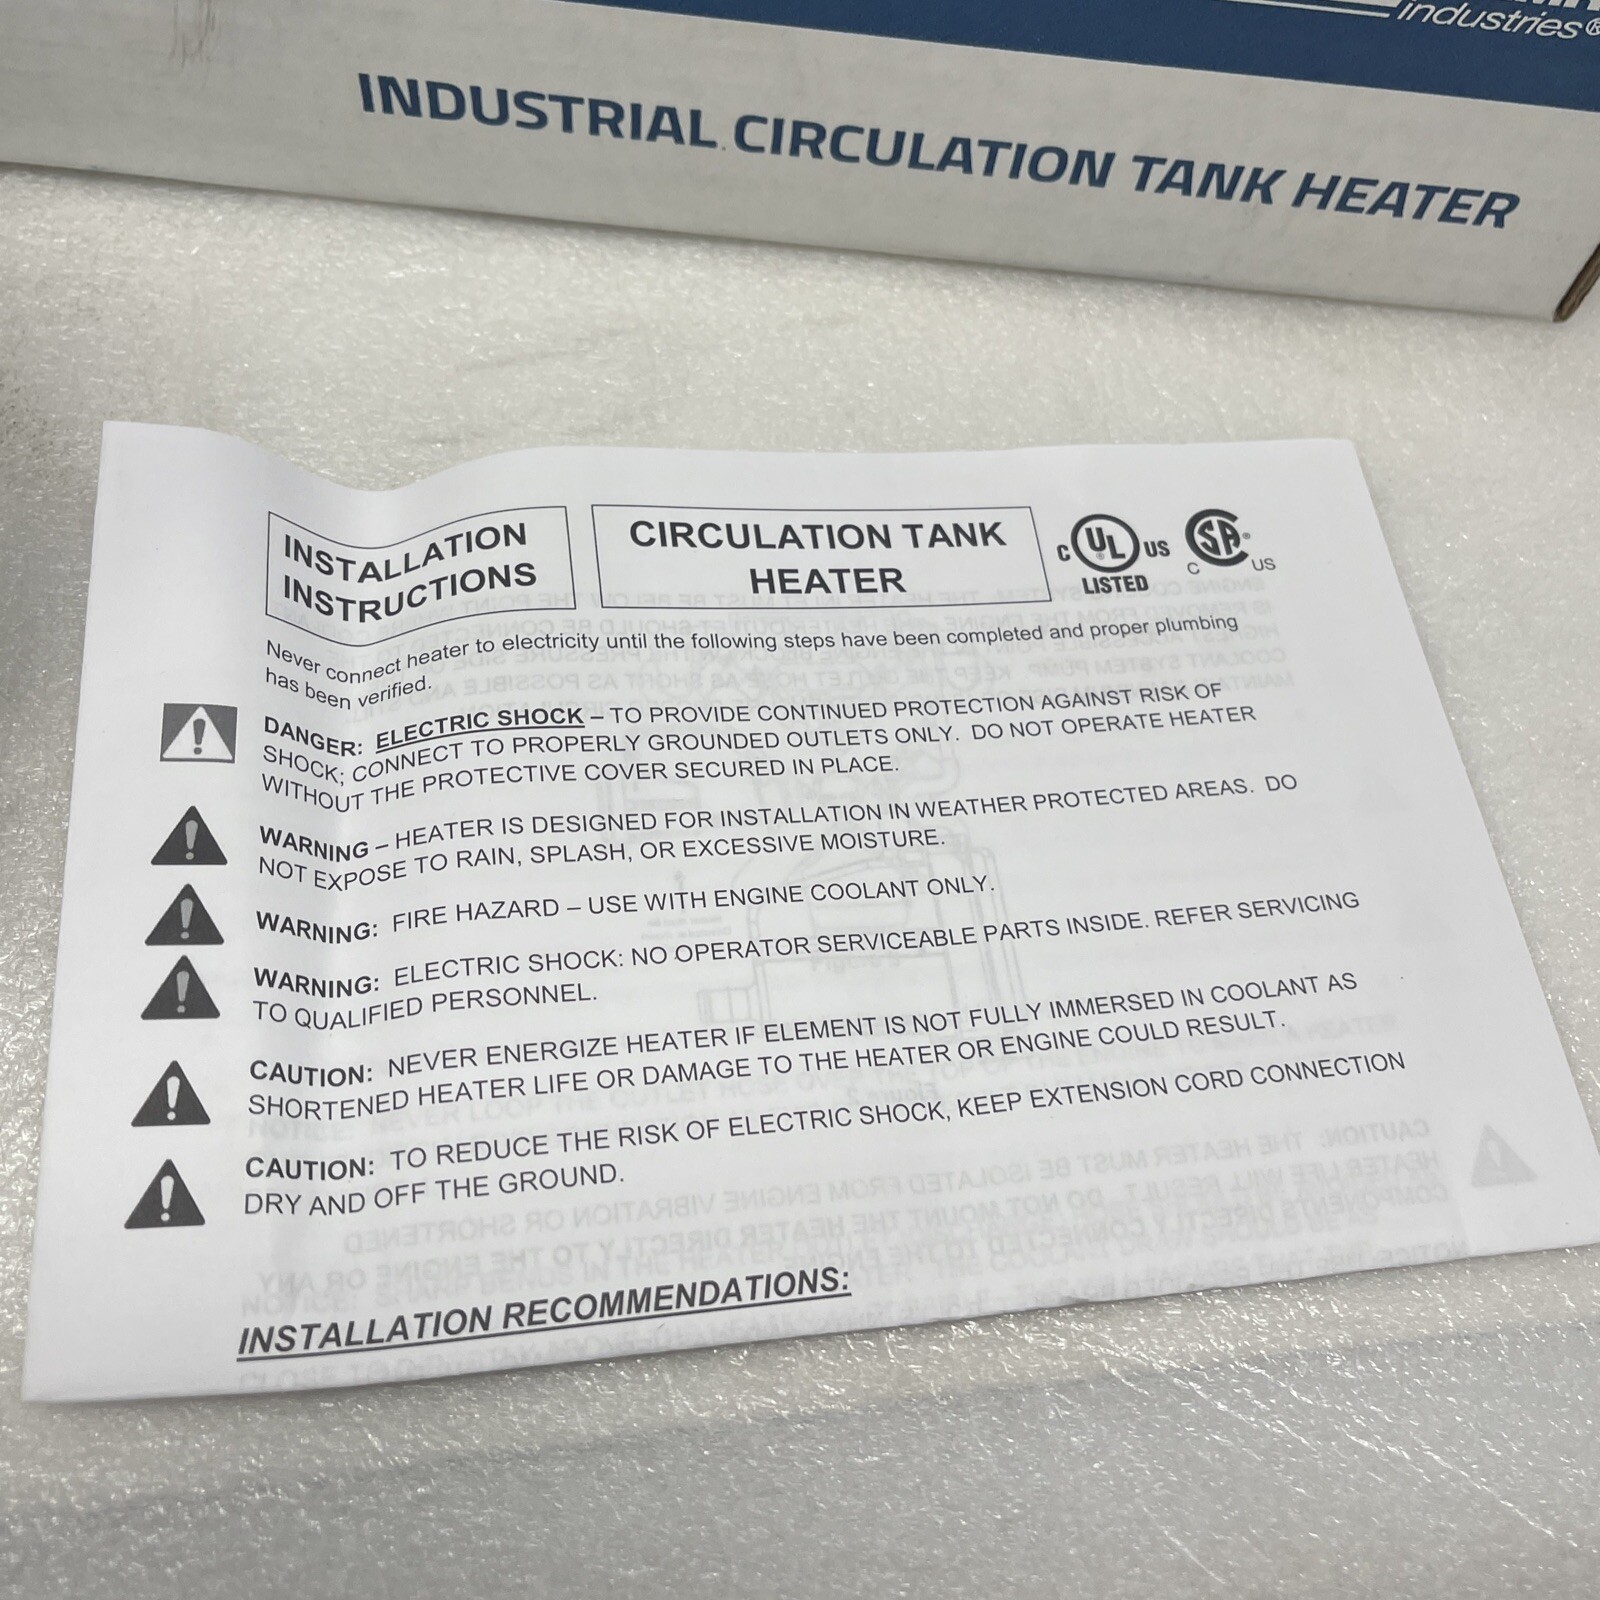 industries®
INDUSTRIAL CIRCULATION TANK HEATER
INSTALLATION
INSTRUCTIONS
CIRCULATION TANK
HEATER
C UL US
LISTED
C SA US
Never connect heater to electricity until the following steps have been completed and proper plumbing
has been verified.
DANGER: ELECTRIC SHOCK – TO PROVIDE CONTINUED PROTECTION AGAINST RISK OF
SHOCK; CONNECT TO PROPERLY GROUNDED OUTLETS ONLY. DO NOT OPERATE HEATER
WITHOUT THE PROTECTIVE COVER SECURED IN PLACE.
WARNING – HEATER IS DESIGNED FOR INSTALLATION IN WEATHER PROTECTED AREAS. DO
NOT EXPOSE TO RAIN, SPLASH, OR EXCESSIVE MOISTURE.
WARNING: FIRE HAZARD – USE WITH ENGINE COOLANT ONLY.
WARNING: ELECTRIC SHOCK: NO OPERATOR SERVICEABLE PARTS INSIDE. REFER SERVICING
TO QUALIFIED PERSONNEL.
CAUTION: NEVER ENERGIZE HEATER IF ELEMENT IS NOT FULLY IMMERSED IN COOLANT AS
SHORTENED HEATER LIFE OR DAMAGE TO THE HEATER OR ENGINE COULD RESULT.
CAUTION: TO REDUCE THE RISK OF ELECTRIC SHOCK, KEEP EXTENSION CORD CONNECTION
DRY AND OFF THE GROUND.
INSTALLATION RECOMMENDATIONS: